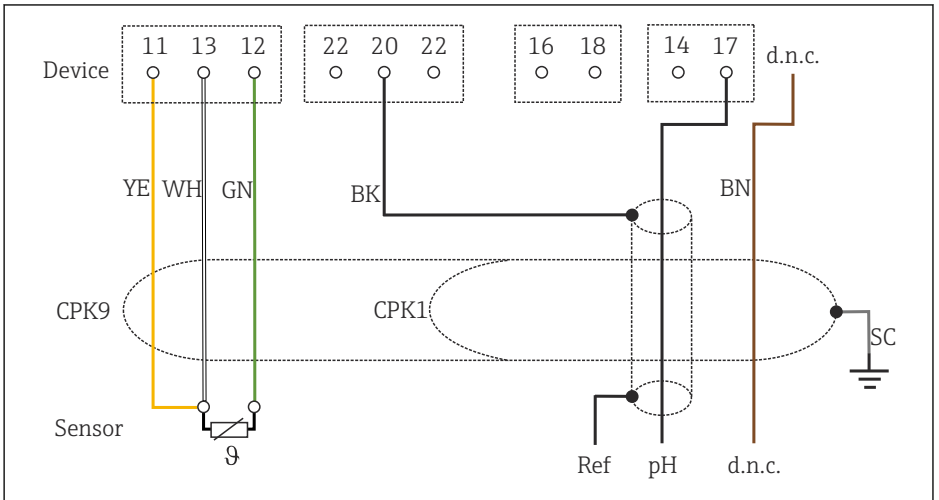 11 13 12 22 20 22 16 18 14 17 d.n.c.
Device
YE WH GN BK BN
CPK9 CPK1
SC
Sensor
ϑ
Ref pH d.n.c.